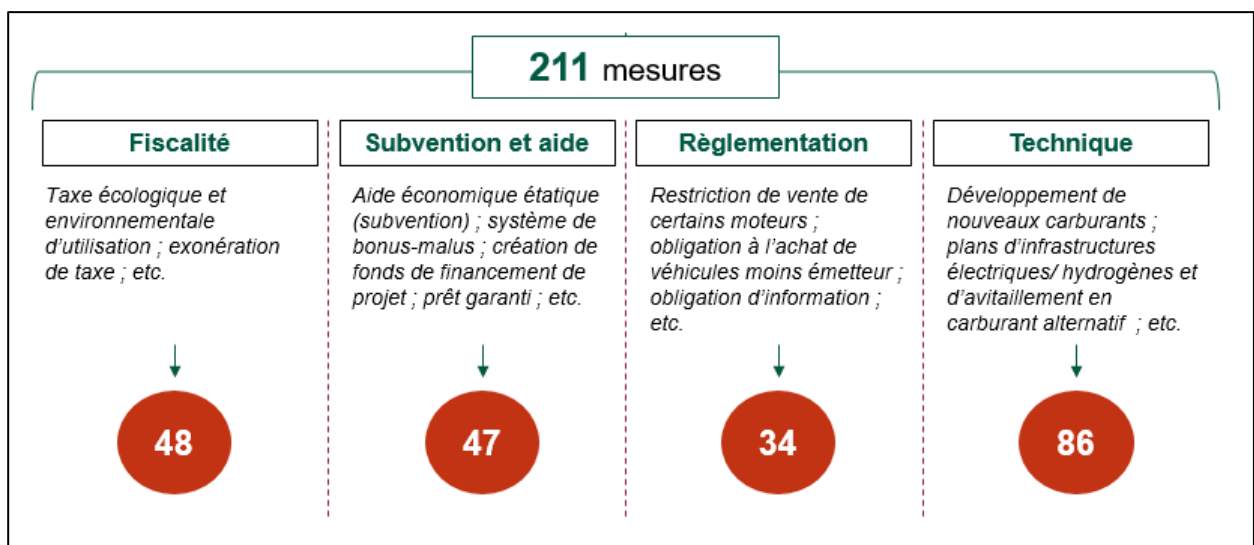 211 mesures
Fiscalité
Taxe écologique et
environnementale
d’utilisation ; exonération
de taxe ; etc.
48
Subvention et aide
Aide économique étatique
(subvention) ; système de
bonus-malus ; création de
fonds de financement de
projet ; prêt garanti ; etc.
47
Règlementation
Restriction de vente de
certains moteurs ;
obligation à l’achat de
véhicules moins émetteur ;
obligation d’information ;
etc.
34
Technique
Développement de
nouveaux carburants ;
plans d’infrastructures
électriques/ hydrogènes et
d’avitaillement en
carburant alternatif  ; etc.
86